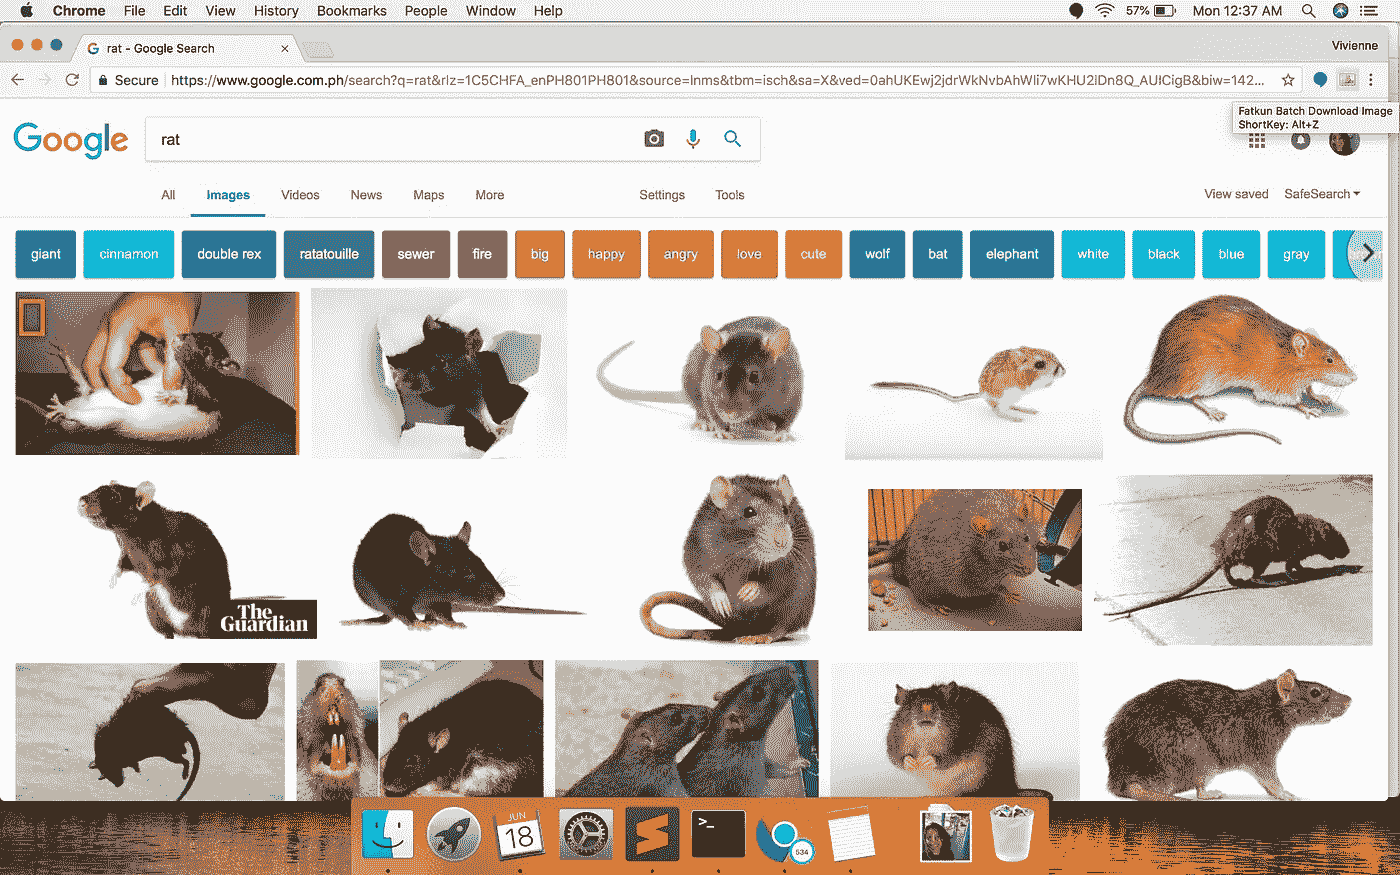 Chrome File Edit View History Bookmarks People Window Help 57% Mon 12:37 AM
rat - Google Search Vivienne
Secure https://www.google.com.ph/search?q=rat&rlz=1C5CHFA_enPH801PH801&source=lnms&tbm=isch&sa=X&ved=0ahUKEwj2jdrWkNvbAhWli7wKHU2iDn8Q_AUICigB&biw=142...
Fatkun Batch Download Image
ShortKey: Alt+Z
Google rat
All Images Videos News Maps More Settings Tools View saved SafeSearch
giant cinnamon double rex ratatouille sewer fire big happy angry love cute wolf bat elephant white black blue gray
The
Guardian
JUN
18
>_
534